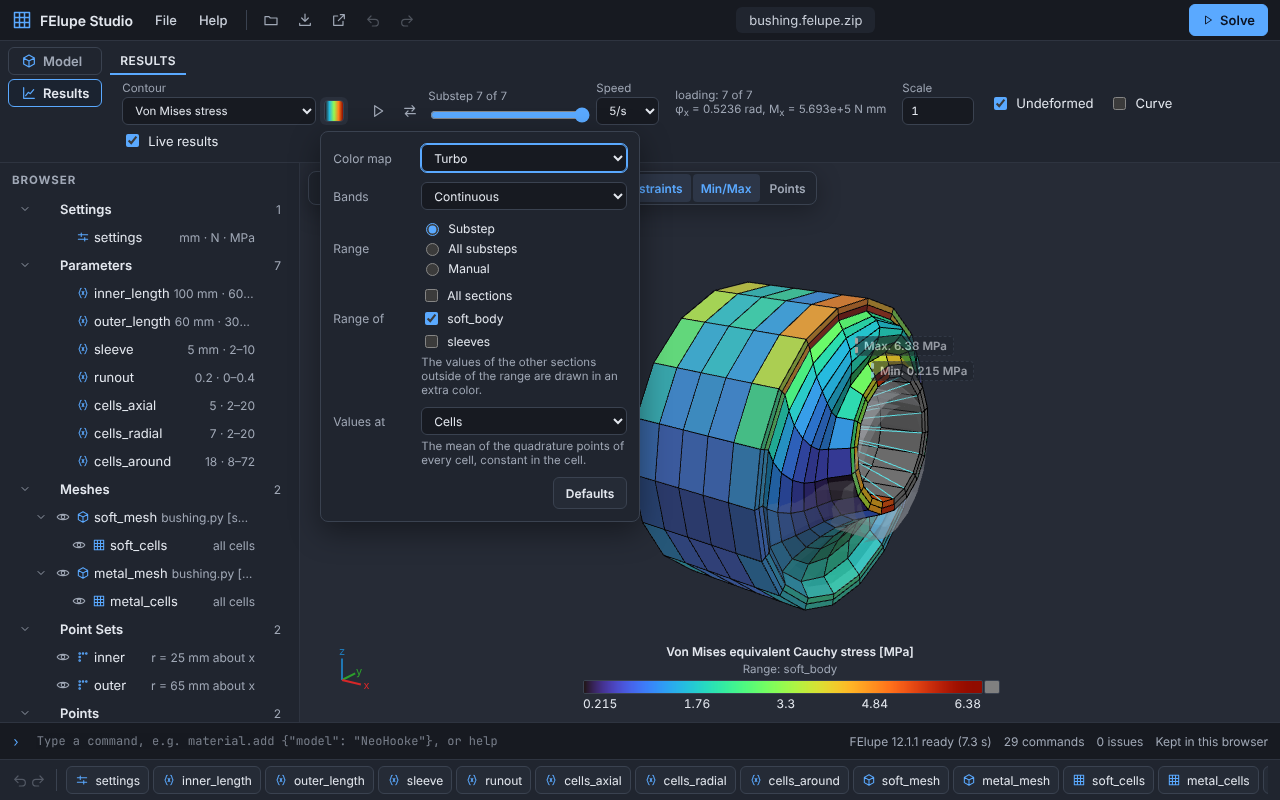 FElupe Studio File Help bushing.felupe.zip Solve
Model RESULTS
Results
Contour
Von Mises stress
Substep 7 of 7
Speed
5/s
loading: 7 of 7
φx = 0.5236 rad, Mx = 5.693e+5 N mm
Scale
1
Undeformed Curve
Live results
BROWSER
Settings 1
settings mm · N · MPa
Parameters 7
inner_length 100 mm · 60...
outer_length 60 mm · 30...
sleeve 5 mm · 2–10
runout 0.2 · 0–0.4
cells_axial 5 · 2–20
cells_radial 7 · 2–20
cells_around 18 · 8–72
Meshes 2
soft_mesh bushing.py [s...
soft_cells all cells
metal_mesh bushing.py [...
metal_cells all cells
Point Sets 2
inner r = 25 mm about x
outer r = 65 mm about x
Points 2
Color map Turbo
Bands Continuous
Range
Substep
All substeps
Manual
Range of
All sections
soft_body
sleeves
The values of the other sections
outside of the range are drawn in an
extra color.
Values at Cells
The mean of the quadrature points of
every cell, constant in the cell.
Defaults
straints Min/Max Points
Max. 6.38 MPa
Min. 0.215 MPa
z
y
x
Von Mises equivalent Cauchy stress [MPa]
Range: soft_body
0.215 1.76 3.3 4.84 6.38
› Type a command, e.g. material.add {"model": "NeoHooke"}, or help
FElupe 12.1.1 ready (7.3 s) 29 commands 0 issues Kept in this browser
settings inner_length outer_length sleeve runout cells_axial cells_radial cells_around soft_mesh metal_mesh soft_cells metal_cells